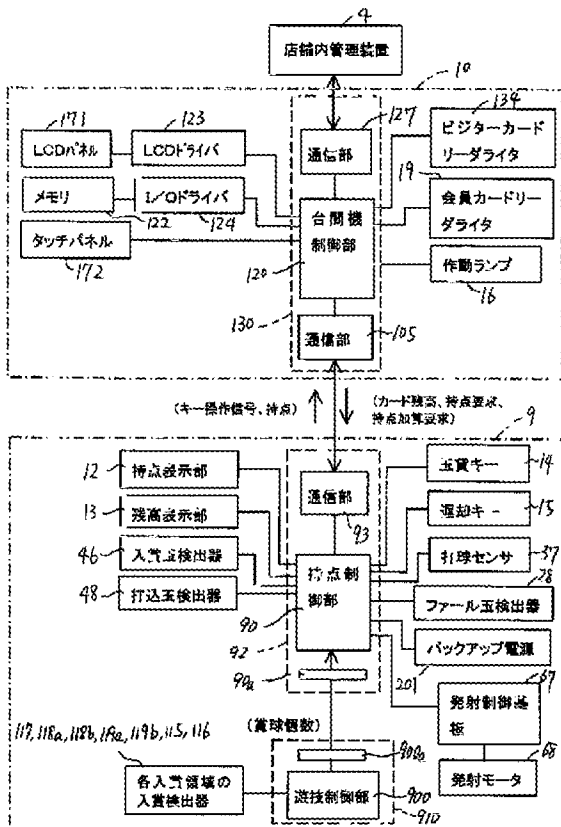 4
店舗内管理装置
10
171
LCDパネル
123
LCDドライバ
127
通信部
134
ビジターカード
リーダライタ
メモリ
122
I/Oドライバ
124
台間機
制御部
120
19
会員カードリー
ダライタ
タッチパネル
172
作動ランプ
16
130
通信部
105
(キー操作信号、持点)
(カード残高、持点要求、
持点加算要求)
9
12
持点表示部
通信部
93
玉貸キー
14
13
残高表示部
返却キー
15
46
入賞玉検出器
持点制
御部
打球センサ
37
48
打込玉検出器
90
ファール玉検出器
28
92
バックアップ電源
201
90a
67
発射制御基
板
(賞球個数)
117,118a,118b,119a,119b,115,116
900a
発射モータ
68
各入賞領域の
入賞検出器
遊技制御部
900
910